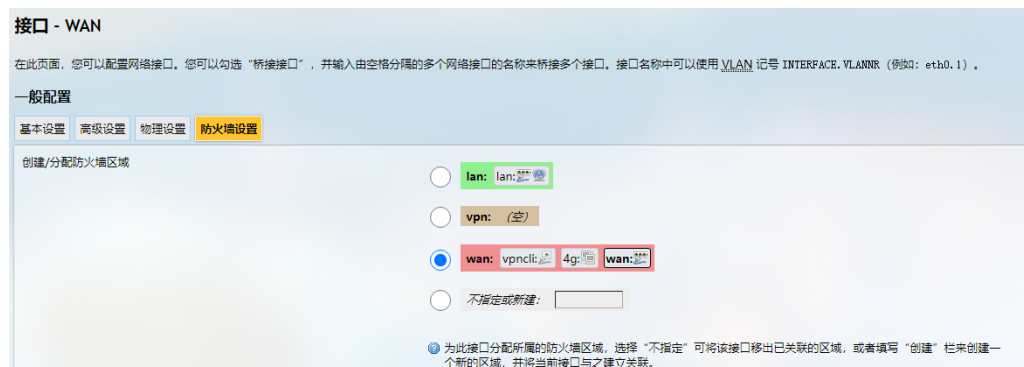 接口 - WAN
在此页面，您可以配置网络接口。您可以勾选“桥接接口”，并输入由空格分隔的多个网络接口的名称来桥接多个接口。接口名称中可以使用 VLAN 记号 INTERFACE.VLANNR（例如：eth0.1）。
一般配置
基本设置 高级设置 物理设置 防火墙设置
创建/分配防火墙区域
lan: lan:
vpn: （空）
wan: vpncli: 4g: wan:
不指定或新建：
为此接口分配所属的防火墙区域，选择“不指定”可将该接口移出已关联的区域，或者填写“创建”栏来创建一
个新的区域，并将当前接口与之建立关联。